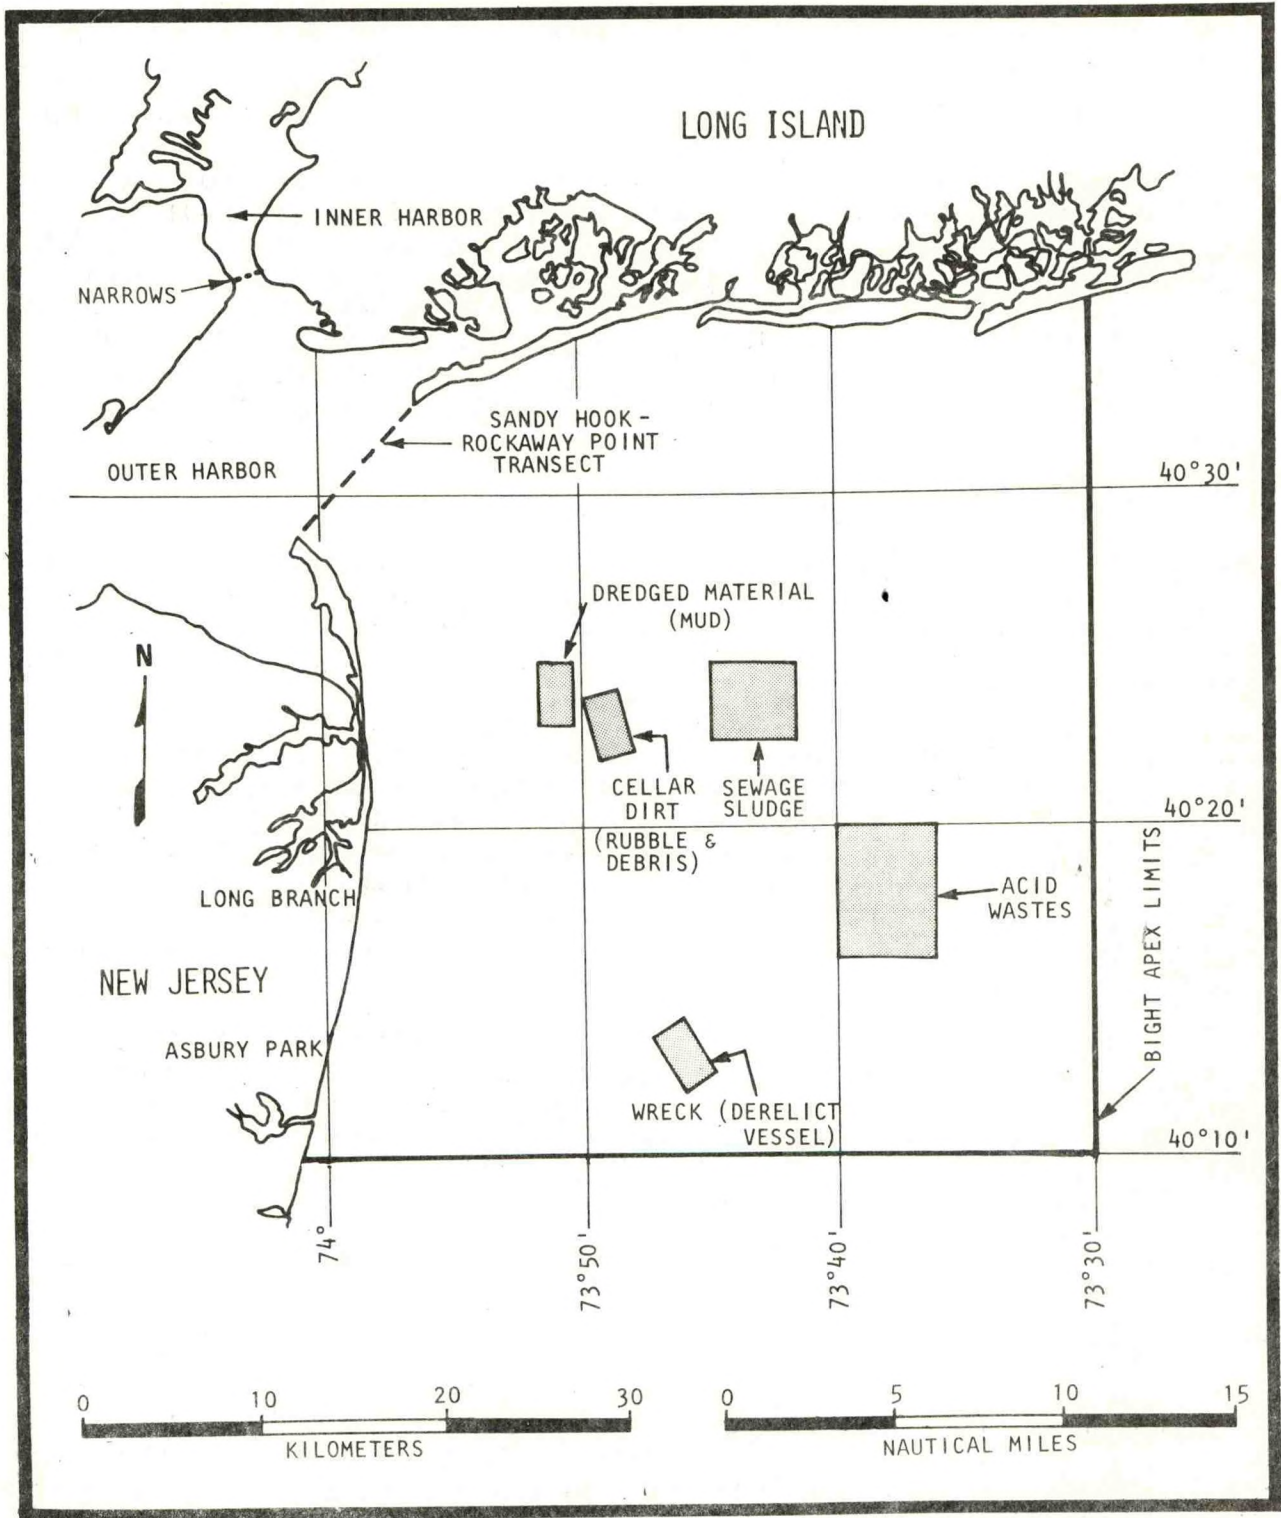 LONG ISLAND
INNER HARBOR
NARROWS
SANDY HOOK -
ROCKAWAY POINT
TRANSECT
OUTER HARBOR
40°30'
DREDGED MATERIAL
(MUD)
N
CELLAR
DIRT
(RUBBLE &
DEBRIS)
SEWAGE
SLUDGE
40°20'
LONG BRANCH
ACID
WASTES
BIGHT APEX LIMITS
NEW JERSEY
ASBURY PARK
WRECK (DERELICT
VESSEL)
40°10'
74°
73°50'
73°40'
73°30'
0 10 20 30
KILOMETERS
0 5 10 15
NAUTICAL MILES